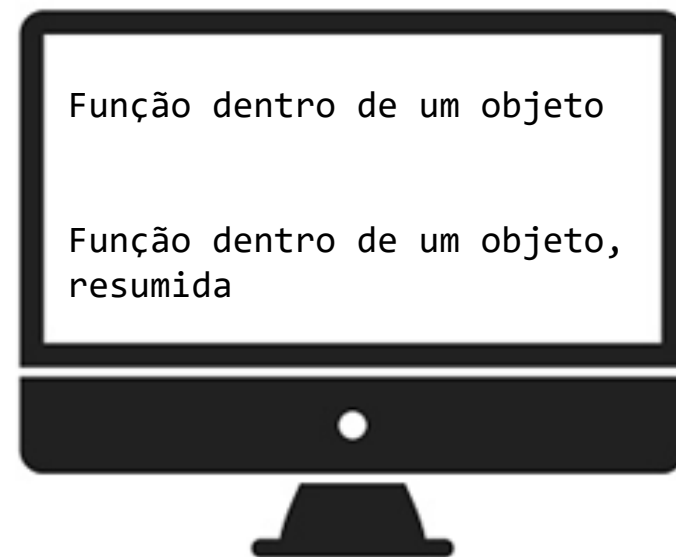 Função dentro de um objeto
Função dentro de um objeto,
resumida